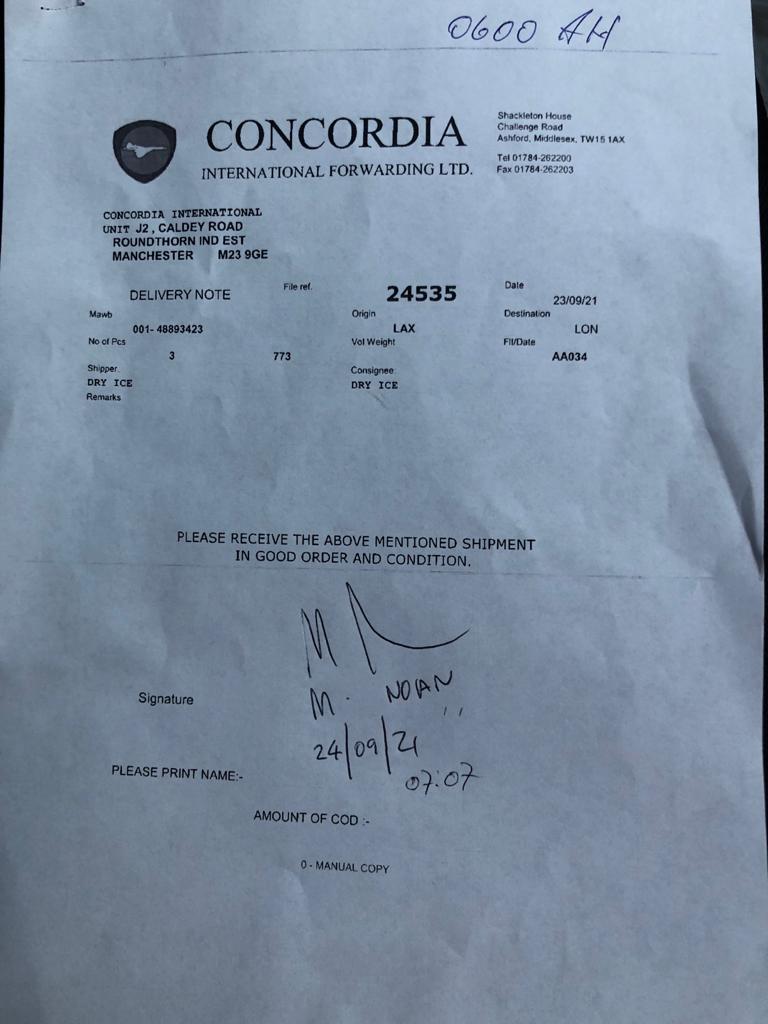 0600 AM
CONCORDIA
INTERNATIONAL FORWARDING LTD.
Shackleton House
Challenge Road
Ashford, Middlesex, TW15 1AX
Tel 01784-262200
Fax 01784-262203
CONCORDIA INTERNATIONAL
UNIT J2, CALDEY ROAD
ROUNDTHORN IND EST
MANCHESTER M23 9GE
DELIVERY NOTE File ref. 24535 Date 23/09/21
Mawb 001- 48893423 Origin LAX Destination LON
No of Pcs 3 773 Vol Weight Flt/Date AA034
Shipper Consignee
DRY ICE DRY ICE
Remarks
PLEASE RECEIVE THE ABOVE MENTIONED SHIPMENT
IN GOOD ORDER AND CONDITION.
Signature M. NOLAN
24/09/21
PLEASE PRINT NAME:- 07:07
AMOUNT OF COD :-
0 - MANUAL COPY